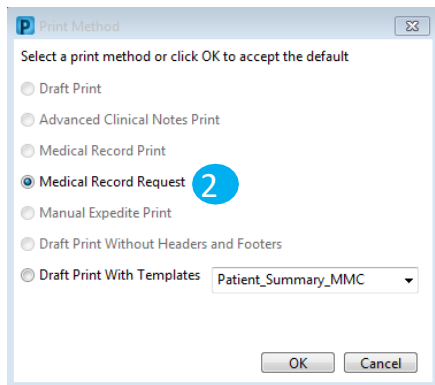 P Print Method
Select a print method or click OK to accept the default
Draft Print
Advanced Clinical Notes Print
Medical Record Print
Medical Record Request 2
Manual Expedite Print
Draft Print Without Headers and Footers
Draft Print With Templates Patient_Summary_MMC
OK Cancel